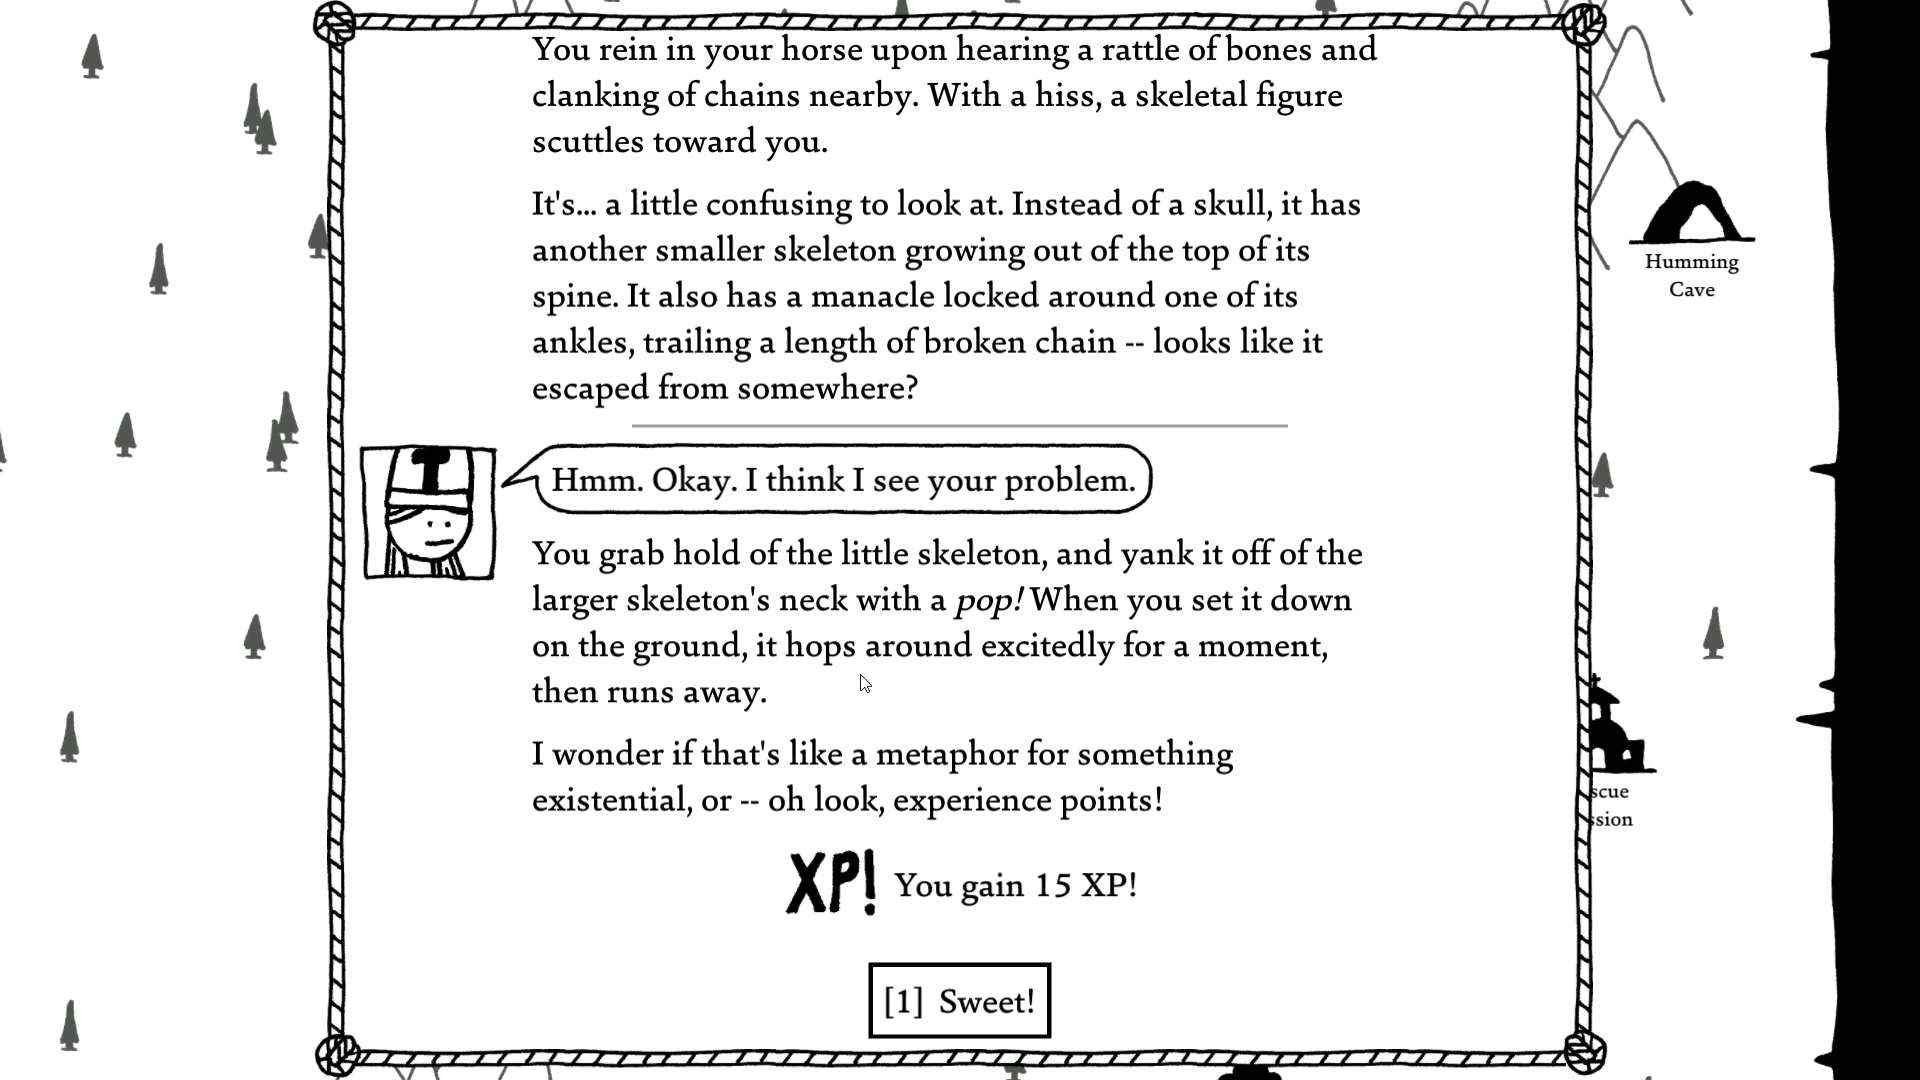 You rein in your horse upon hearing a rattle of bones and
clanking of chains nearby. With a hiss, a skeletal figure
scuttles toward you.
It's... a little confusing to look at. Instead of a skull, it has
another smaller skeleton growing out of the top of its
spine. It also has a manacle locked around one of its
ankles, trailing a length of broken chain -- looks like it
escaped from somewhere?
Hmm. Okay. I think I see your problem.
You grab hold of the little skeleton, and yank it off of the
larger skeleton's neck with a pop! When you set it down
on the ground, it hops around excitedly for a moment,
then runs away.
I wonder if that's like a metaphor for something
existential, or -- oh look, experience points!
XP! You gain 15 XP!
[1] Sweet!
Humming
Cave
scue
sion